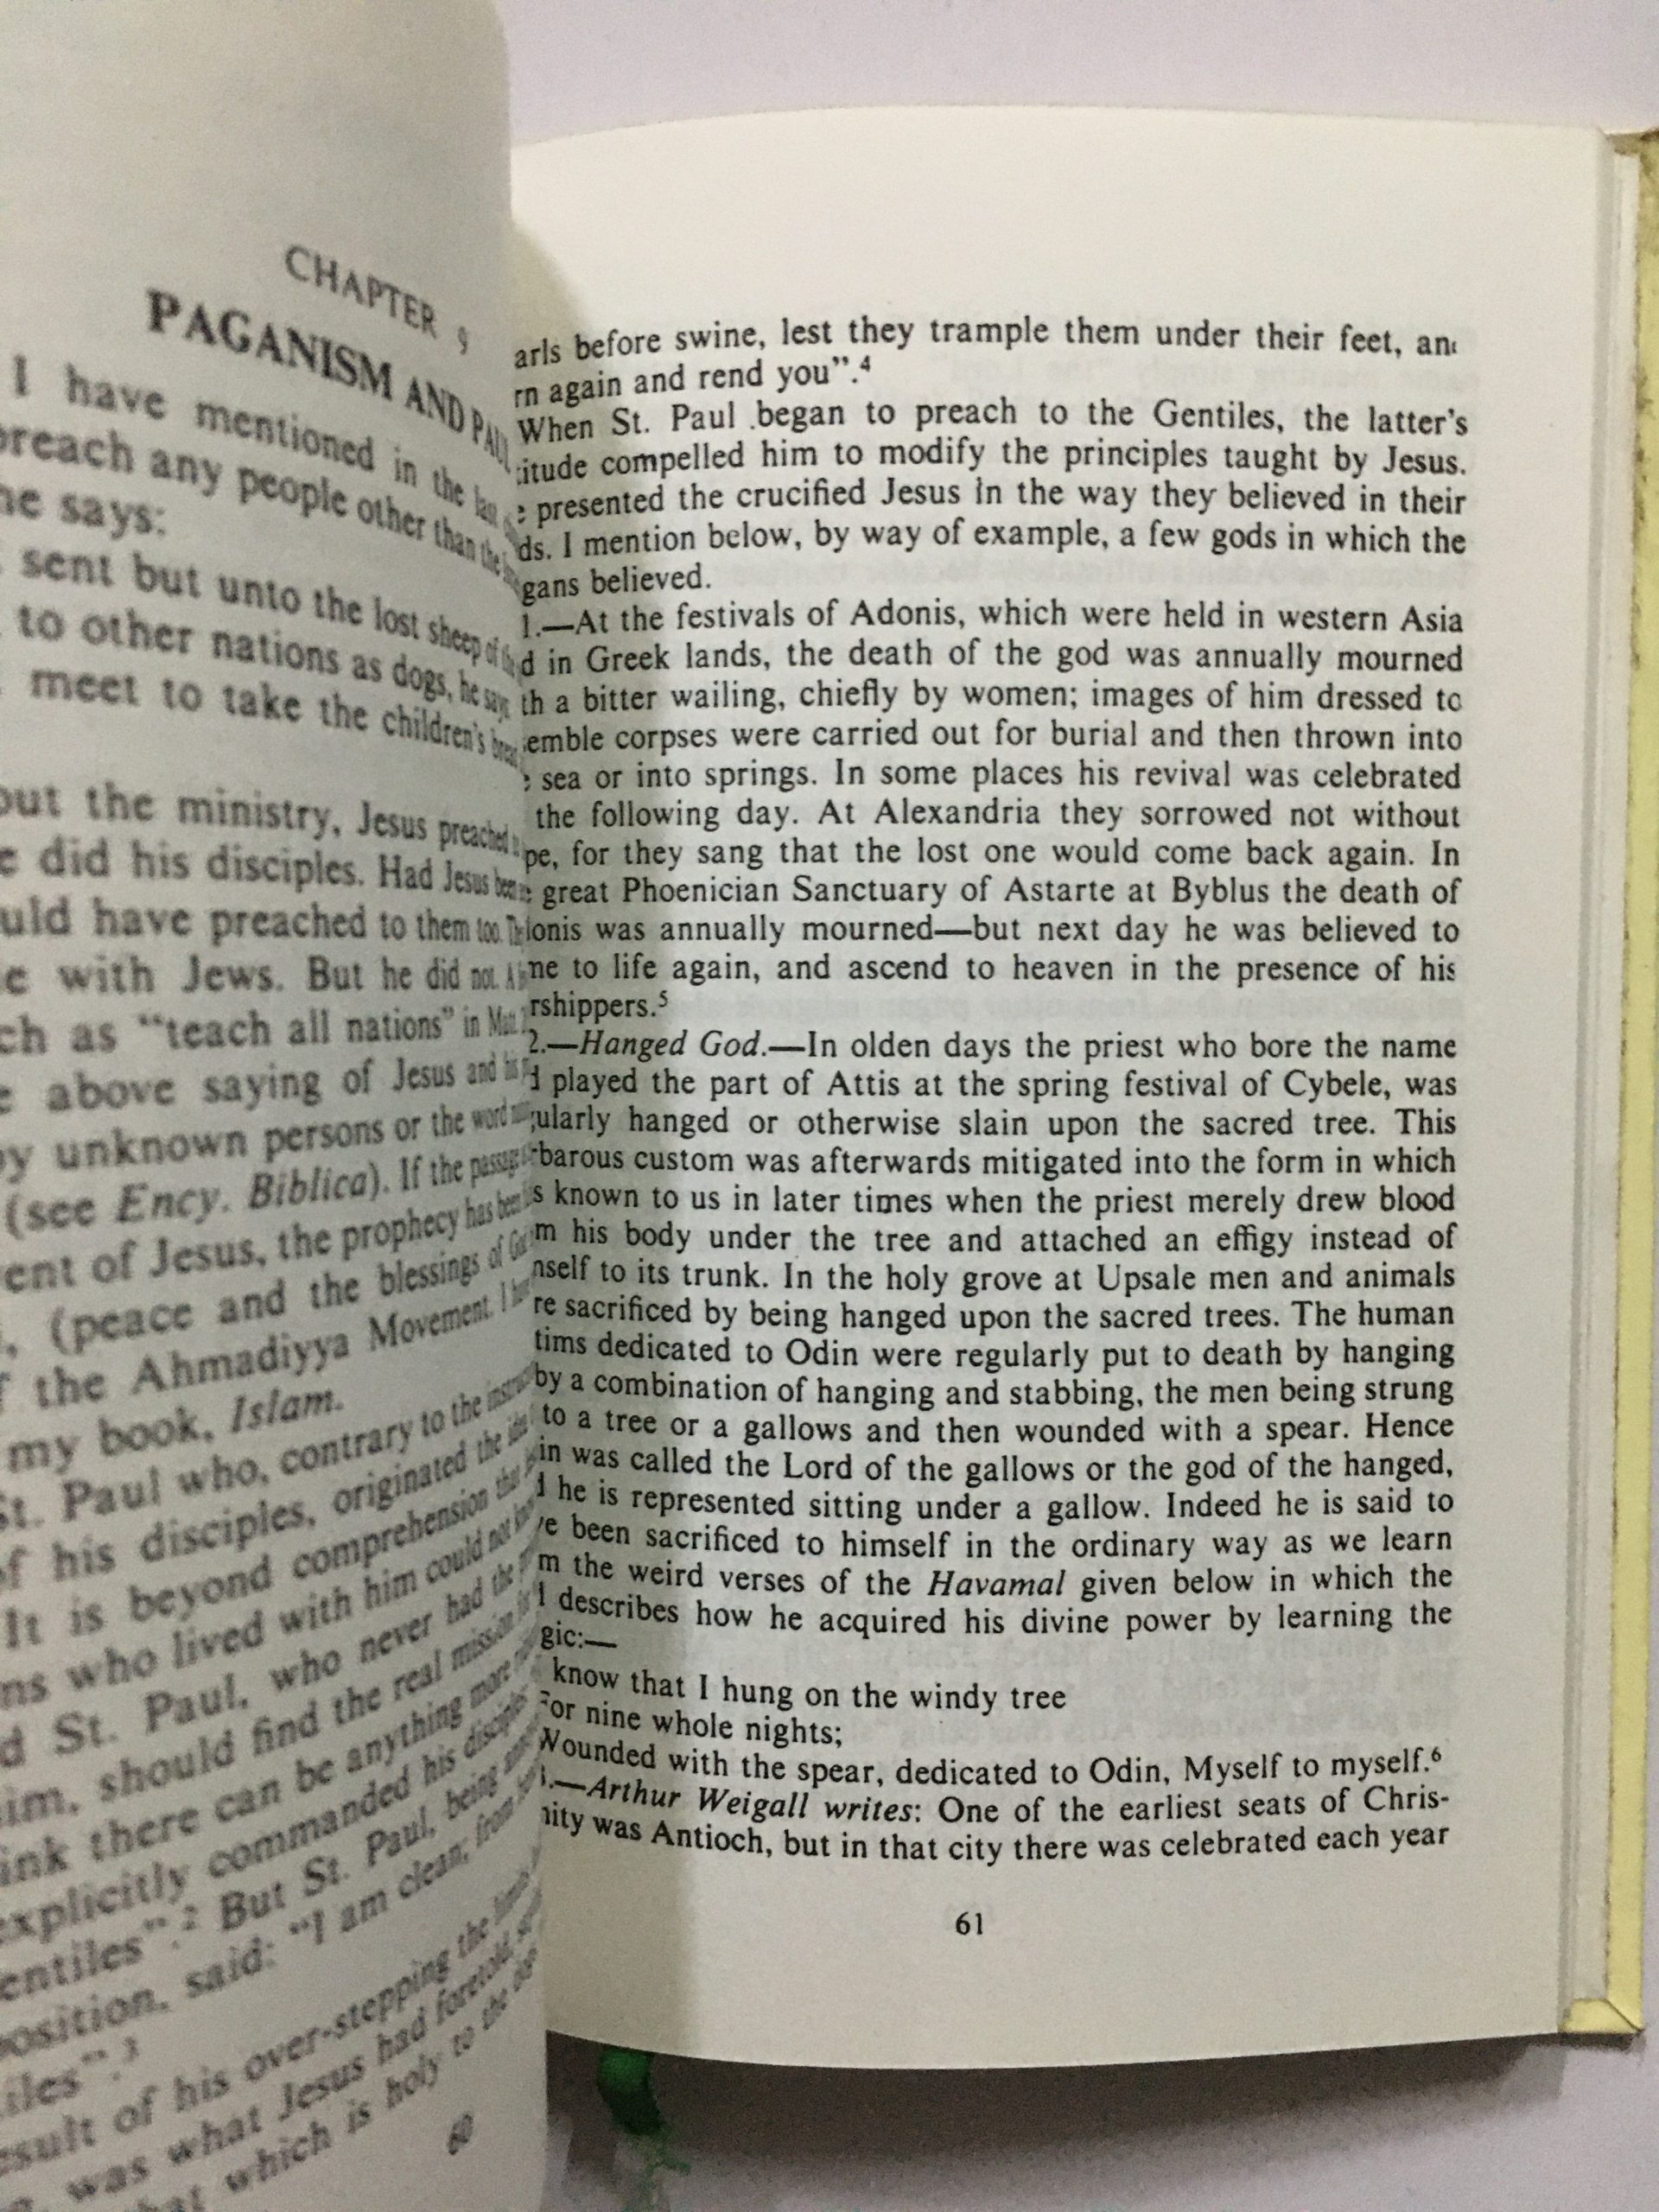 CHAPTER 9
PAGANISM AND PAUL
I have mentioned in the
preach any people other than the
he says:
sent but unto the lost sheep of the
to other nations as dogs, he says
meet to take the children's
out the ministry, Jesus preached
e did his disciples. Had Jesus been
uld have preached to them too.
e with Jews. But he did not. A
ch as "teach all nations" in
e above saying of Jesus and his
by unknown persons or the word
(see Ency. Biblica). If the passage
ent of Jesus, the prophecy has been
, (peace and the blessings of
f the Ahmadiyya Movement. I
my book, Islam.
St. Paul who, contrary to the
of his disciples, originated the
It is beyond comprehension that
ns who lived with him could not
d St. Paul, who never had the
im, should find the real mission
ink there can be anything more
explicitly commanded his disciples
entiles".2 But St. Paul, being
position, said: "I am clean; from
tiles".3
esult of his over-stepping the
was what Jesus had foretold,
hat which is holy to the dogs
60
arls before swine, lest they trample them under their feet, and
rn again and rend you".4
When St. Paul began to preach to the Gentiles, the latter's
titude compelled him to modify the principles taught by Jesus.
e presented the crucified Jesus in the way they believed in their
ds. I mention below, by way of example, a few gods in which the
gans believed.
1.—At the festivals of Adonis, which were held in western Asia
d in Greek lands, the death of the god was annually mourned
th a bitter wailing, chiefly by women; images of him dressed to
emble corpses were carried out for burial and then thrown into
e sea or into springs. In some places his revival was celebrated
the following day. At Alexandria they sorrowed not without
pe, for they sang that the lost one would come back again. In
e great Phoenician Sanctuary of Astarte at Byblus the death of
lonis was annually mourned—but next day he was believed to
me to life again, and ascend to heaven in the presence of his
rshippers.5
2.—Hanged God.—In olden days the priest who bore the name
d played the part of Attis at the spring festival of Cybele, was
gularly hanged or otherwise slain upon the sacred tree. This
rbarous custom was afterwards mitigated into the form in which
s known to us in later times when the priest merely drew blood
m his body under the tree and attached an effigy instead of
nself to its trunk. In the holy grove at Upsale men and animals
re sacrificed by being hanged upon the sacred trees. The human
tims dedicated to Odin were regularly put to death by hanging
by a combination of hanging and stabbing, the men being strung
to a tree or a gallows and then wounded with a spear. Hence
in was called the Lord of the gallows or the god of the hanged,
d he is represented sitting under a gallow. Indeed he is said to
ve been sacrificed to himself in the ordinary way as we learn
m the weird verses of the Havamal given below in which the
l describes how he acquired his divine power by learning the
gic:—
know that I hung on the windy tree
For nine whole nights;
Wounded with the spear, dedicated to Odin, Myself to myself.6
.—Arthur Weigall writes: One of the earliest seats of Chris-
nity was Antioch, but in that city there was celebrated each year
61